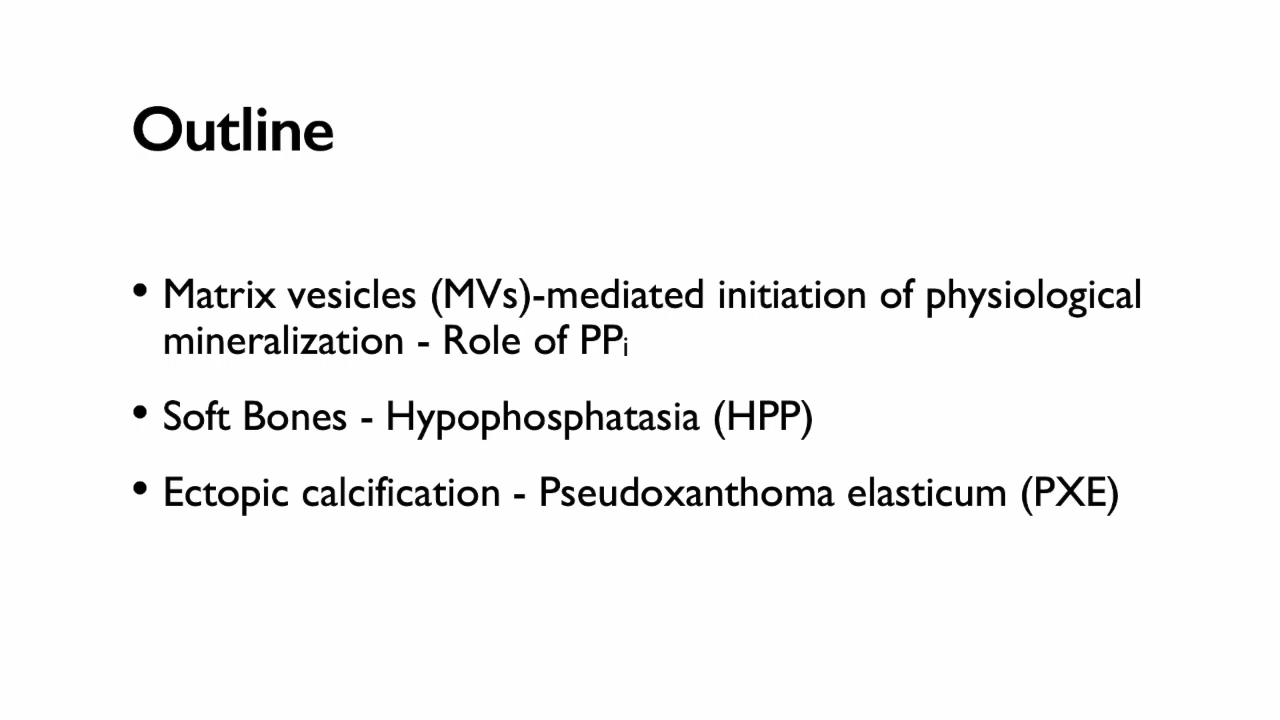 Outline
• Matrix vesicles (MVs)-mediated initiation of physiological
mineralization - Role of PPᵢ
• Soft Bones - Hypophosphatasia (HPP)
• Ectopic calcification - Pseudoxanthoma elasticum (PXE)